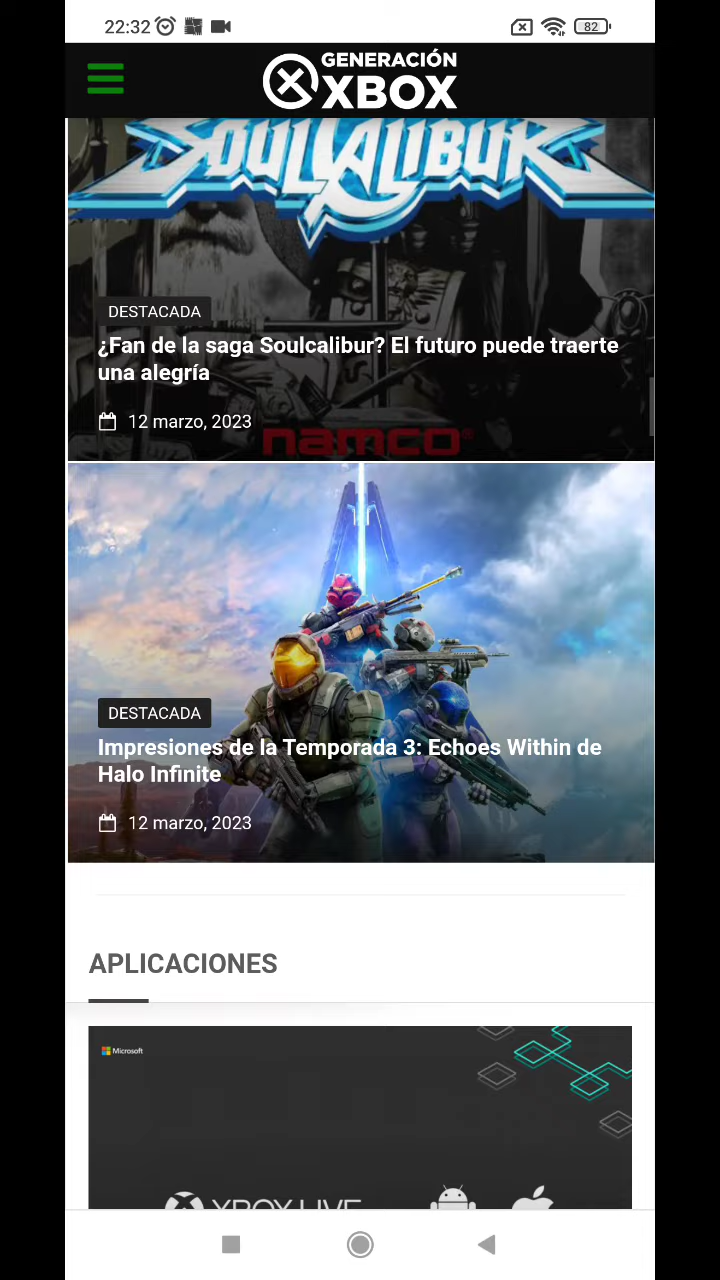 22:32
82
GENERACIÓN
XBOX
SOULCALIBUR
DESTACADA
¿Fan de la saga Soulcalibur? El futuro puede traerte
una alegría
12 marzo, 2023
namco®
DESTACADA
Impresiones de la Temporada 3: Echoes Within de
Halo Infinite
12 marzo, 2023
APLICACIONES
Microsoft
XBOX LIVE